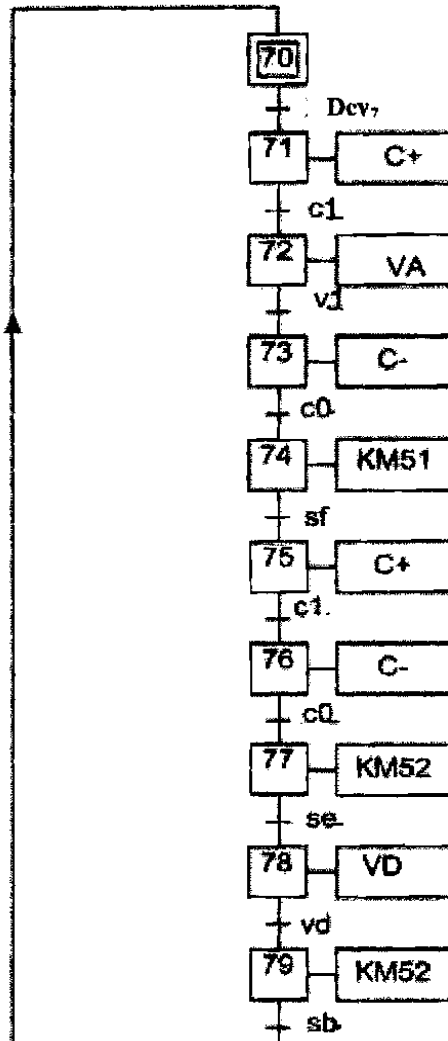 70
Dcv₇
71 C+
c1
72 VA
v1
73 C-
c0
74 KM51
sf
75 C+
c1.
76 C-
c0
77 KM52
se
78 VD
vd
79 KM52
sb